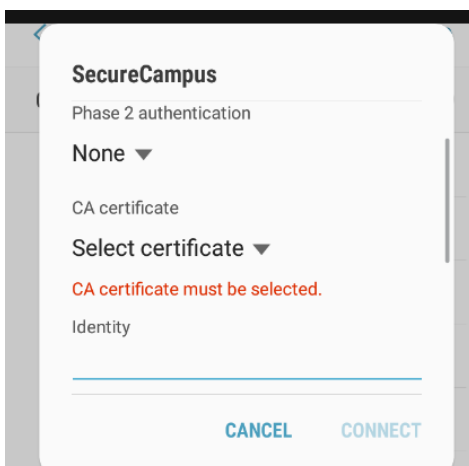 SecureCampus
Phase 2 authentication
None
CA certificate
Select certificate
CA certificate must be selected.
Identity
CANCEL CONNECT